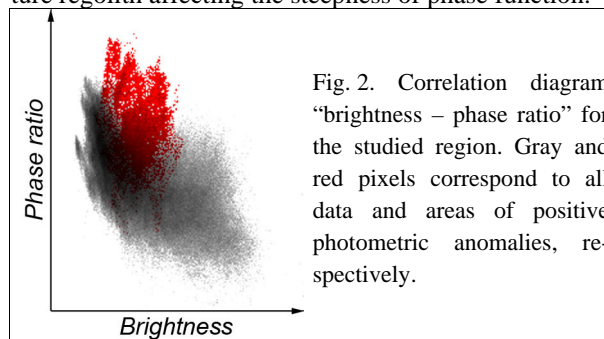 ture regolith affecting the steepness of phase function.
Phase ratio
Brightness
Fig. 2. Correlation diagram
“brightness – phase ratio” for
the studied region. Gray and
red pixels correspond to all
data and areas of positive
photometric anomalies, re-
spectively.